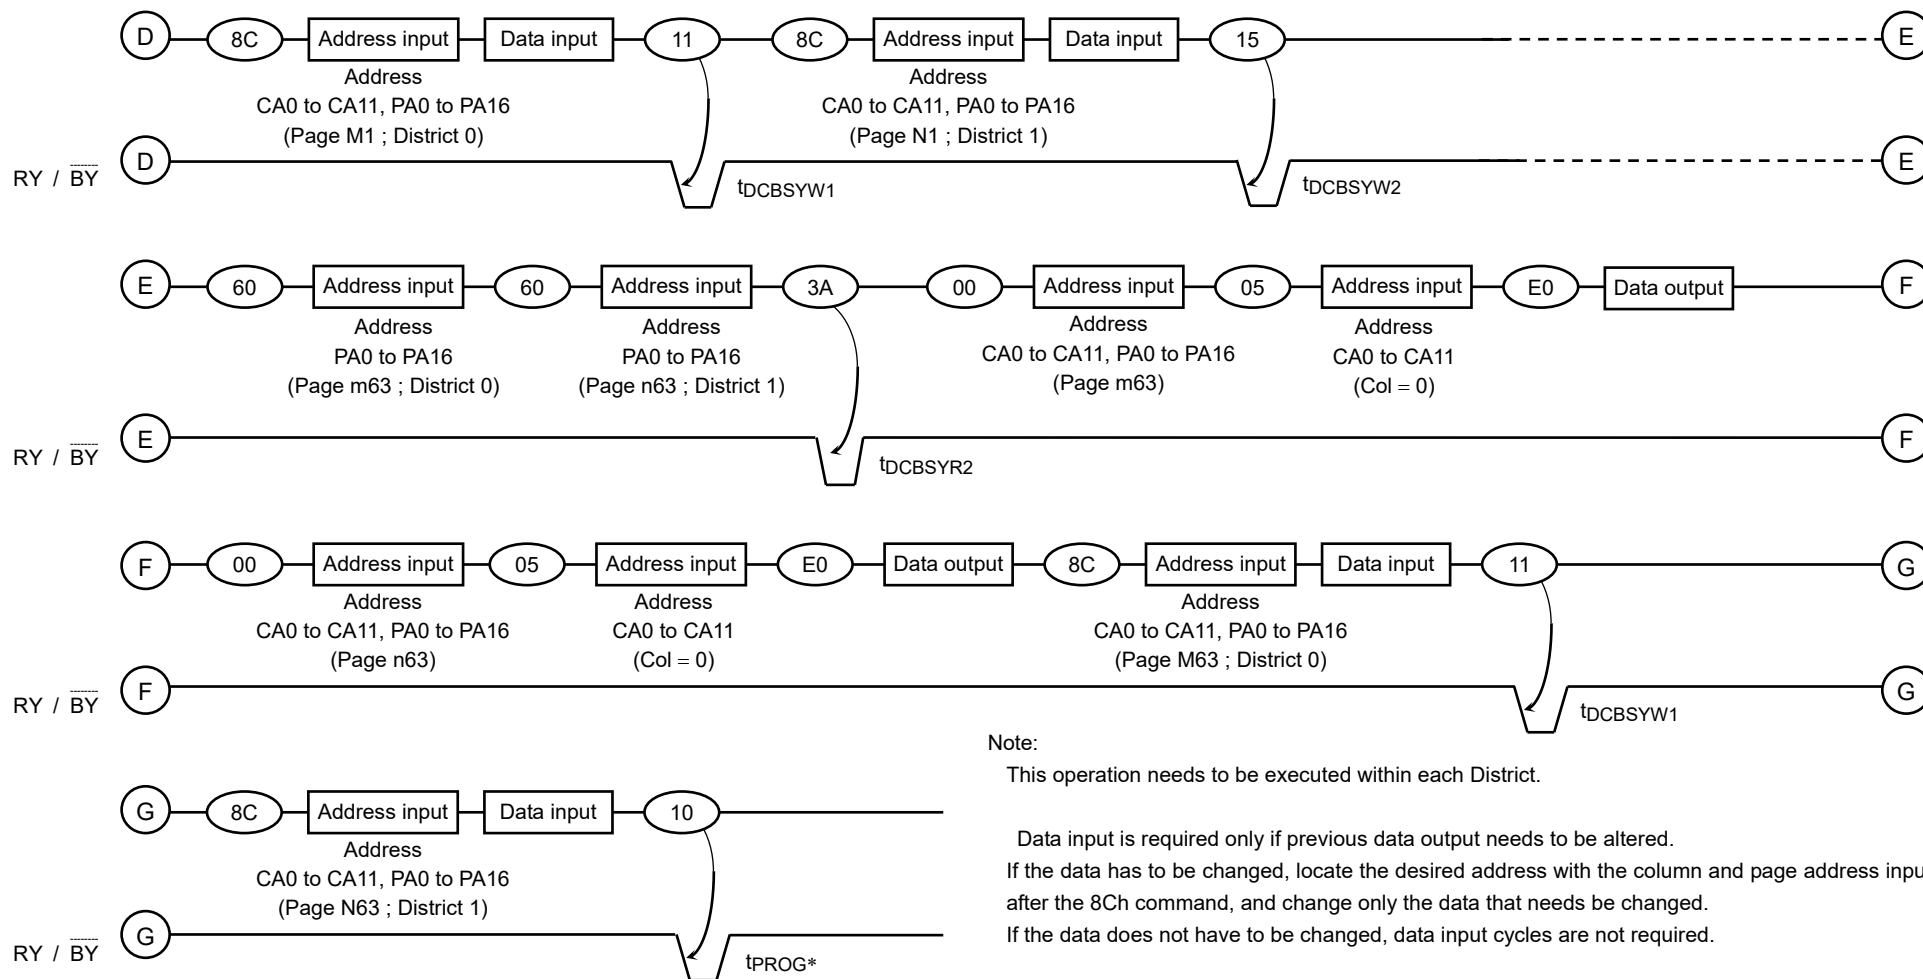 D 8C Address input Data input 11 8C Address input Data input 15 E
Address Address
CA0 to CA11, PA0 to PA16 CA0 to CA11, PA0 to PA16
(Page M1 ; District 0) (Page N1 ; District 1)
RY / BY D tDCBSYW1 tDCBSYW2 E
E 60 Address input 60 Address input 3A 00 Address input 05 Address input E0 Data output F
Address Address Address Address
PA0 to PA16 PA0 to PA16 CA0 to CA11, PA0 to PA16 CA0 to CA11
(Page m63 ; District 0) (Page n63 ; District 1) (Page m63) (Col = 0)
RY / BY E tDCBSYR2 F
F 00 Address input 05 Address input E0 Data output 8C Address input Data input 11 G
Address Address Address
CA0 to CA11, PA0 to PA16 CA0 to CA11 CA0 to CA11, PA0 to PA16
(Page n63) (Col = 0) (Page M63 ; District 0)
RY / BY F tDCBSYW1 G
G 8C Address input Data input 10
Address
CA0 to CA11, PA0 to PA16
(Page N63 ; District 1)
RY / BY G tPROG*
Note:
This operation needs to be executed within each District.
Data input is required only if previous data output needs to be altered.
If the data has to be changed, locate the desired address with the column and page address inpu
after the 8Ch command, and change only the data that needs be changed.
If the data does not have to be changed, data input cycles are not required.